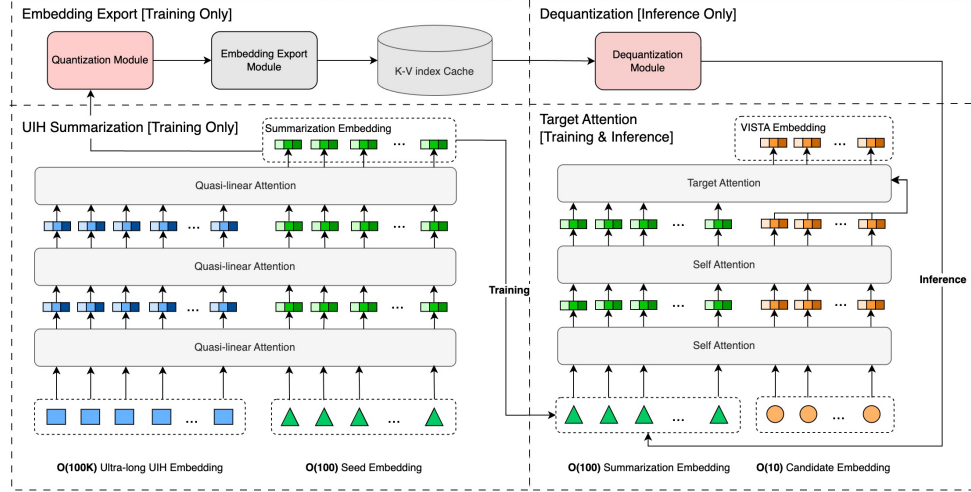 Embedding Export [Training Only]
Quantization Module
Embedding Export
Module
K-V index Cache
Dequantization [Inference Only]
Dequantization
Module
UIH Summarization [Training Only]
Summarization Embedding
...
Quasi-linear Attention
...
...
Quasi-linear Attention
...
...
Quasi-linear Attention
...
...
O(100K) Ultra-long UIH Embedding
O(100) Seed Embedding
Training
Target Attention
[Training & Inference]
VISTA Embedding
...
Target Attention
...
...
Self Attention
...
...
Self Attention
...
...
O(100) Summarization Embedding
O(10) Candidate Embedding
Inference